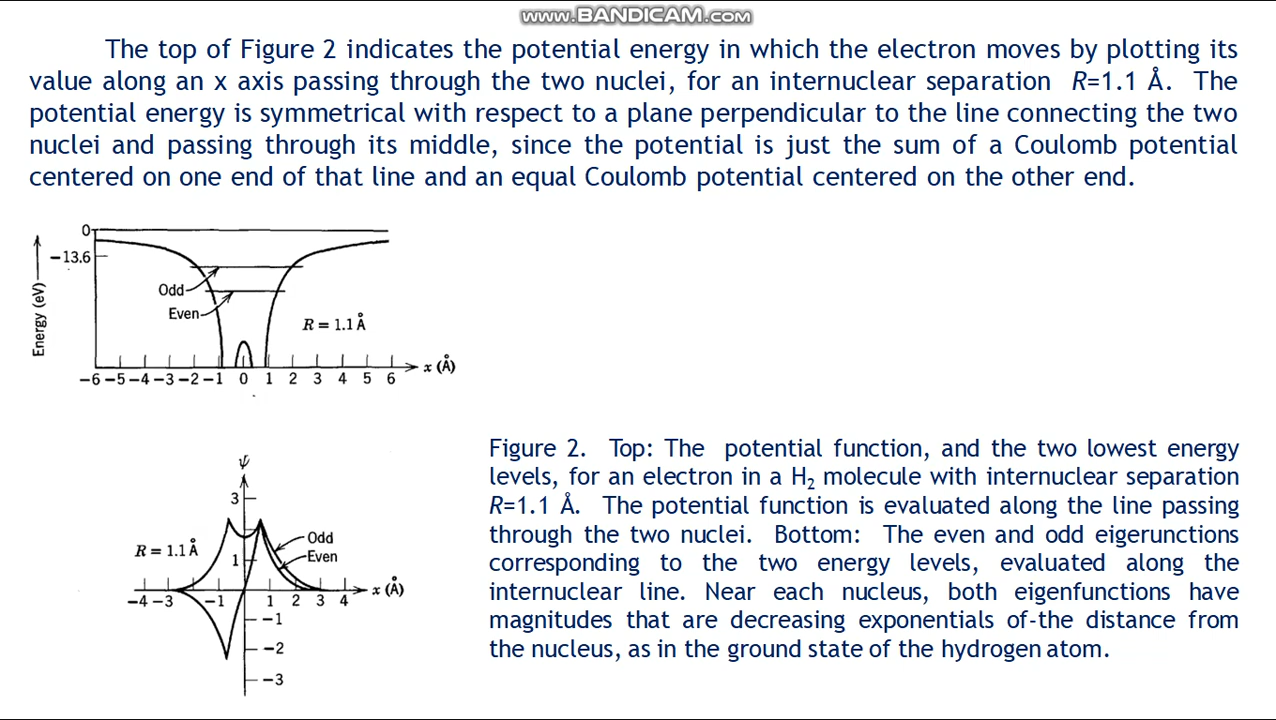 www.BANDICAM.com
The top of Figure 2 indicates the potential energy in which the electron moves by plotting its
value along an x axis passing through the two nuclei, for an internuclear separation R=1.1 Å. The
potential energy is symmetrical with respect to a plane perpendicular to the line connecting the two
nuclei and passing through its middle, since the potential is just the sum of a Coulomb potential
centered on one end of that line and an equal Coulomb potential centered on the other end.
0
−13.6
Energy (eV)
Odd
Even
R = 1.1 Å
−6 −5 −4 −3 −2 −1 0 1 2 3 4 5 6 x (Å)
ψ
3
R = 1.1 Å
Odd
Even
1
−4 −3 −1 1 2 3 4 x (Å)
−1
−2
−3
Figure 2. Top: The potential function, and the two lowest energy
levels, for an electron in a H₂ molecule with internuclear separation
R=1.1 Å. The potential function is evaluated along the line passing
through the two nuclei. Bottom: The even and odd eigerunctions
corresponding to the two energy levels, evaluated along the
internuclear line. Near each nucleus, both eigenfunctions have
magnitudes that are decreasing exponentials of-the distance from
the nucleus, as in the ground state of the hydrogen atom.